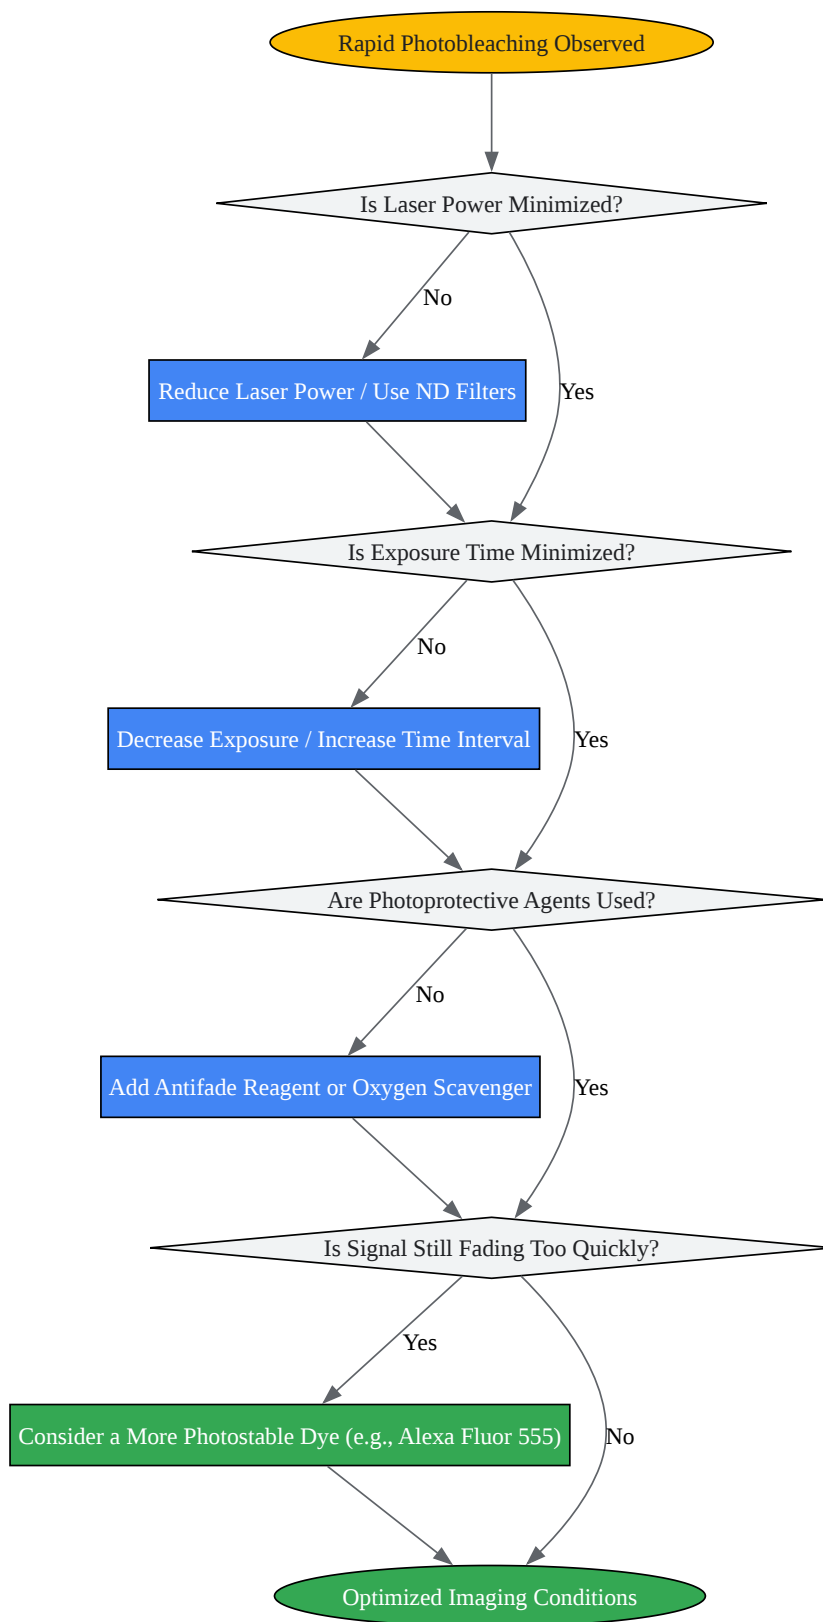 Rapid Photobleaching Observed
Is Laser Power Minimized?
No
Reduce Laser Power / Use ND Filters
Yes
Is Exposure Time Minimized?
No
Decrease Exposure / Increase Time Interval
Yes
Are Photoprotective Agents Used?
No
Add Antifade Reagent or Oxygen Scavenger
Yes
Is Signal Still Fading Too Quickly?
Yes
Consider a More Photostable Dye (e.g., Alexa Fluor 555)
No
Optimized Imaging Conditions